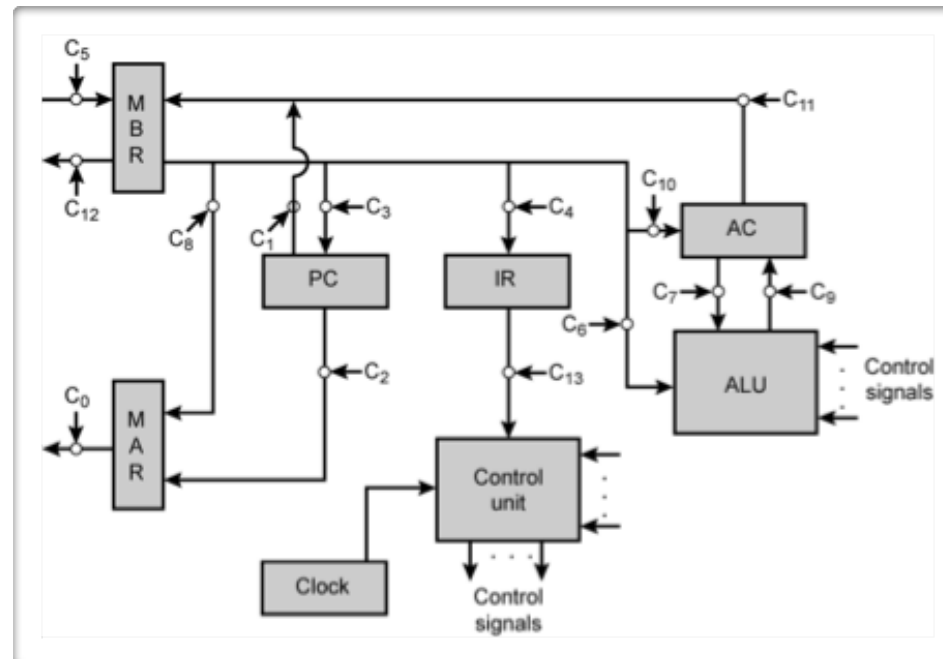 C5
M
B
R
C11
C12
C8
C1
C3
C4
C10
AC
PC
IR
C7
C9
C6
C2
C13
ALU
Control
signals
C0
M
A
R
Control
unit
Clock
Control
signals